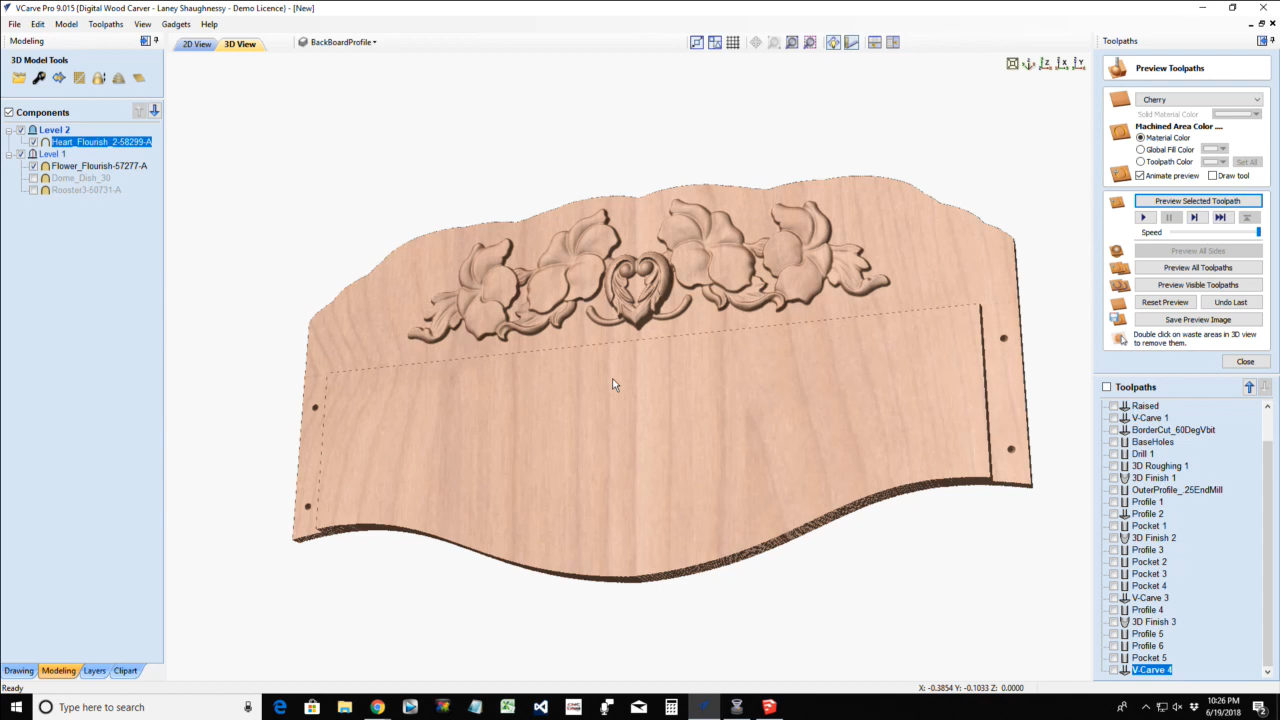 VCarve Pro 9.015 {Digital Wood Carver - Laney Shaughnessy - Demo Licence} - [New]
File Edit Model Toolpaths View Gadgets Help
Modeling
2D View 3D View BackBoardProfile
Toolpaths
3D Model Tools
Components
Level 2
Heart_Flourish_2-58299-A
Level 1
Flower_Flourish-57277-A
Dome_Dish_30
Rooster3-50731-A
Preview Toolpaths
Cherry
Solid Material Color
Machined Area Color ....
Material Color
Global Fill Color
Toolpath Color Set All
Animate preview Draw tool
Preview Selected Toolpath
Speed
Preview All Sides
Preview All Toolpaths
Preview Visible Toolpaths
Reset Preview Undo Last
Save Preview Image
Double click on waste areas in 3D view
to remove them.
Close
Toolpaths
Raised
V-Carve 1
BorderCut_60DegVbit
BaseHoles
Drill 1
3D Roughing 1
3D Finish 1
OuterProfile_.25EndMill
Profile 1
Profile 2
Pocket 1
3D Finish 2
Profile 3
Pocket 2
Pocket 3
Pocket 4
V-Carve 3
Profile 4
3D Finish 3
Profile 5
Profile 6
Pocket 5
V-Carve 4
Drawing Modeling Layers Clipart
Ready X: -0.3854 Y: -0.1033 Z: 0.0000
Type here to search
10:26 PM
6/19/2018